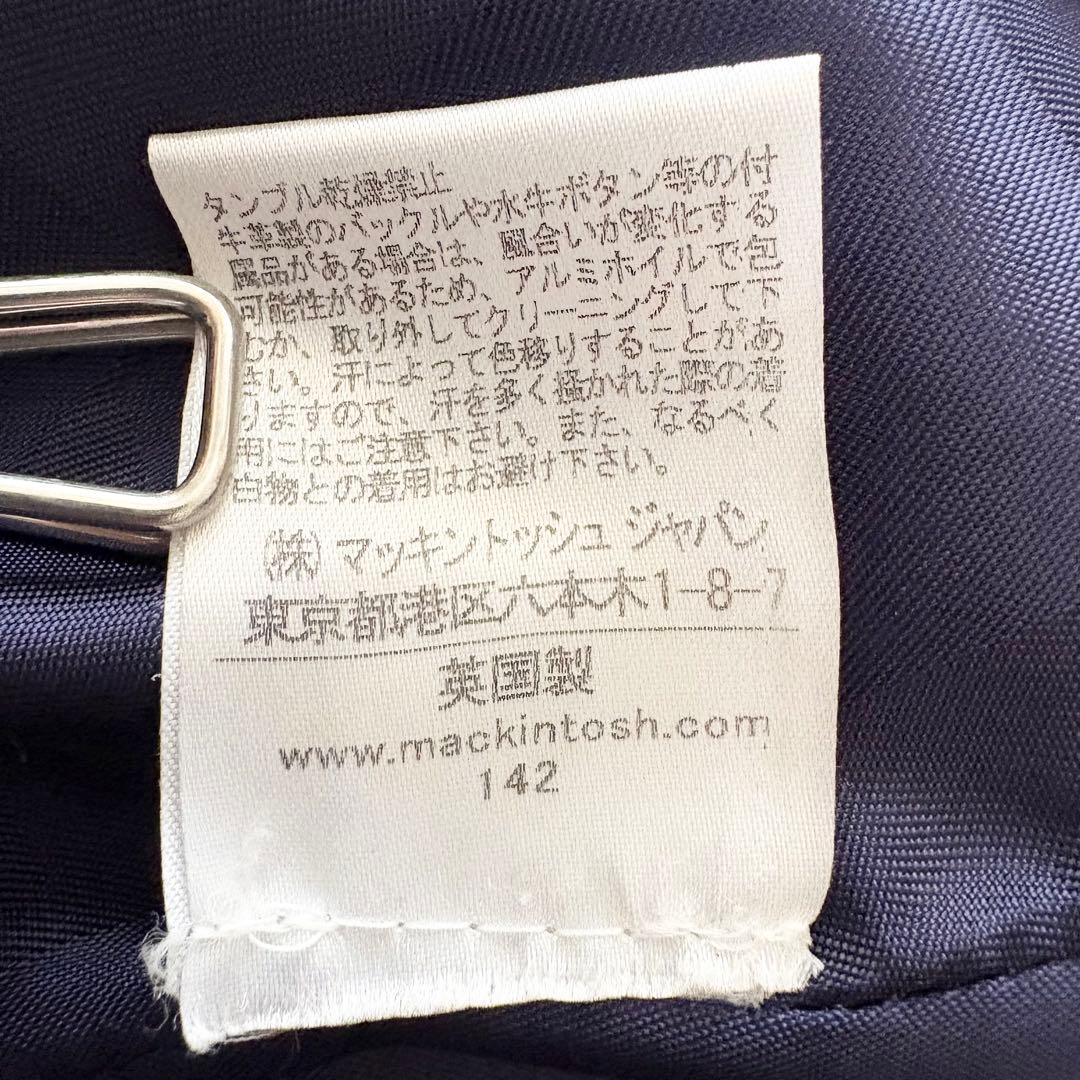 タンブル乾燥禁止
牛革製のバックルや水牛ボタン等の付
属品がある場合は、風合いが変化する
可能性があるため、アルミホイルで包
むか、取り外してクリーニングして下
さい。汗によって色移りすることがあ
りますので、汗を多く掻かれた際の着
用にはご注意下さい。また、なるべく
白物との着用はお避け下さい。
(株)マッキントッシュ ジャパン
東京都港区六本木1-8-7
英国製
www.mackintosh.com
142